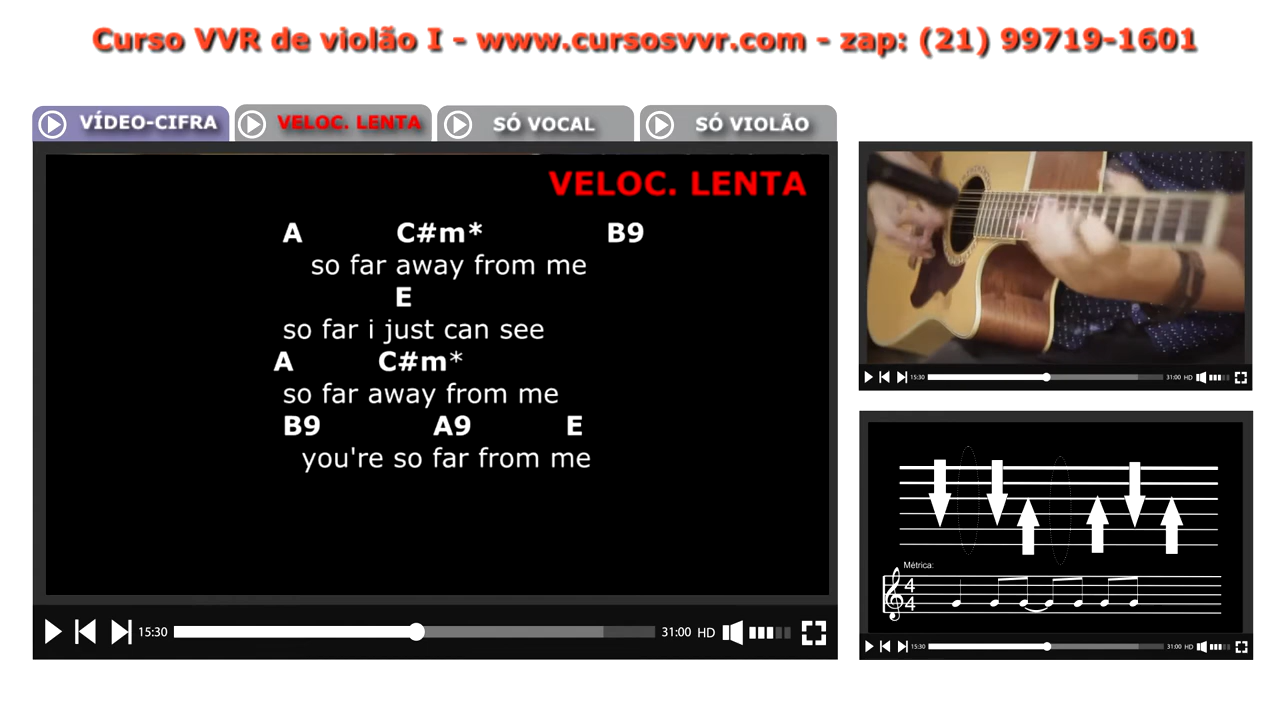 Curso VVR de violão I - www.cursosvvr.com - zap: (21) 99719-1601
VÍDEO-CIFRA
VELOC. LENTA
SÓ VOCAL
SÓ VIOLÃO
VELOC. LENTA
A C#m* B9
so far away from me
E
so far i just can see
A C#m*
so far away from me
B9 A9 E
you're so far from me
15:30 31:00 HD
15:30 31:00 HD
Métrica:
4
4
15:30 31:00 HD